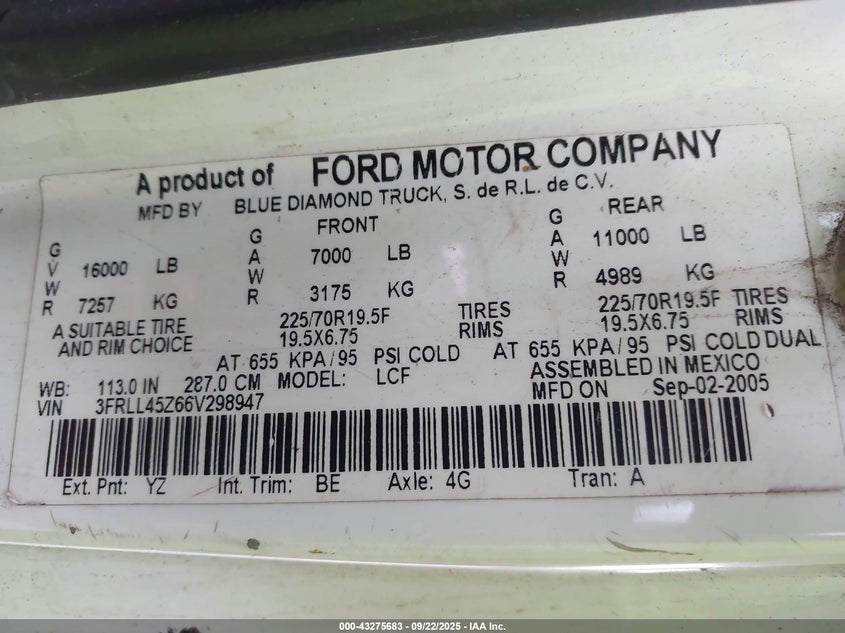 A product of FORD MOTOR COMPANY
MFD BY BLUE DIAMOND TRUCK, S. de R.L. de C.V.
FRONT REAR
GVWR 16000 LB GAWR 7000 LB GAWR 11000 LB
7257 KG 3175 KG 4989 KG
A SUITABLE TIRE 225/70R19.5F TIRES 225/70R19.5F TIRES
AND RIM CHOICE 19.5X6.75 RIMS 19.5X6.75 RIMS
AT 655 KPA/95 PSI COLD AT 655 KPA/95 PSI COLD DUAL
WB: 113.0 IN 287.0 CM MODEL: LCF ASSEMBLED IN MEXICO
VIN 3FRLL45Z66V298947 MFD ON Sep-02-2005
Ext. Pnt: YZ Int. Trim: BE Axle: 4G Tran: A
000-43275683 - 09/22/2025 - IAA Inc.